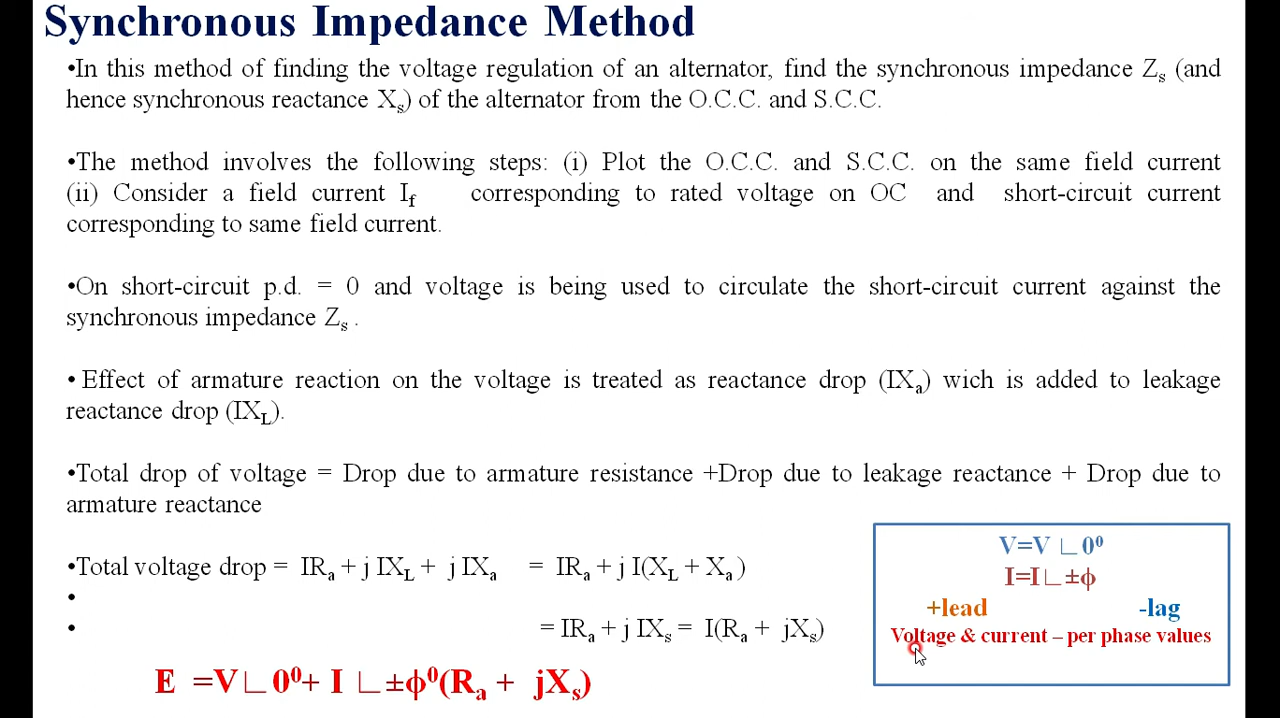 Synchronous Impedance Method
•In this method of finding the voltage regulation of an alternator, find the synchronous impedance Zs (and
hence synchronous reactance Xs) of the alternator from the O.C.C. and S.C.C.
•The method involves the following steps: (i) Plot the O.C.C. and S.C.C. on the same field current
(ii) Consider a field current If corresponding to rated voltage on OC and short-circuit current
corresponding to same field current.
•On short-circuit p.d. = 0 and voltage is being used to circulate the short-circuit current against the
synchronous impedance Zs .
• Effect of armature reaction on the voltage is treated as reactance drop (IXa) wich is added to leakage
reactance drop (IXL).
•Total drop of voltage = Drop due to armature resistance +Drop due to leakage reactance + Drop due to
armature reactance
•Total voltage drop = IRa + j IXL + j IXa = IRa + j I(XL + Xa )
•
• = IRa + j IXs = I(Ra + jXs)
E =V∟0⁰+ I ∟±ϕ⁰(Ra + jXs)
V=V ∟0⁰
I=I∟±ϕ
+lead -lag
Voltage & current – per phase values